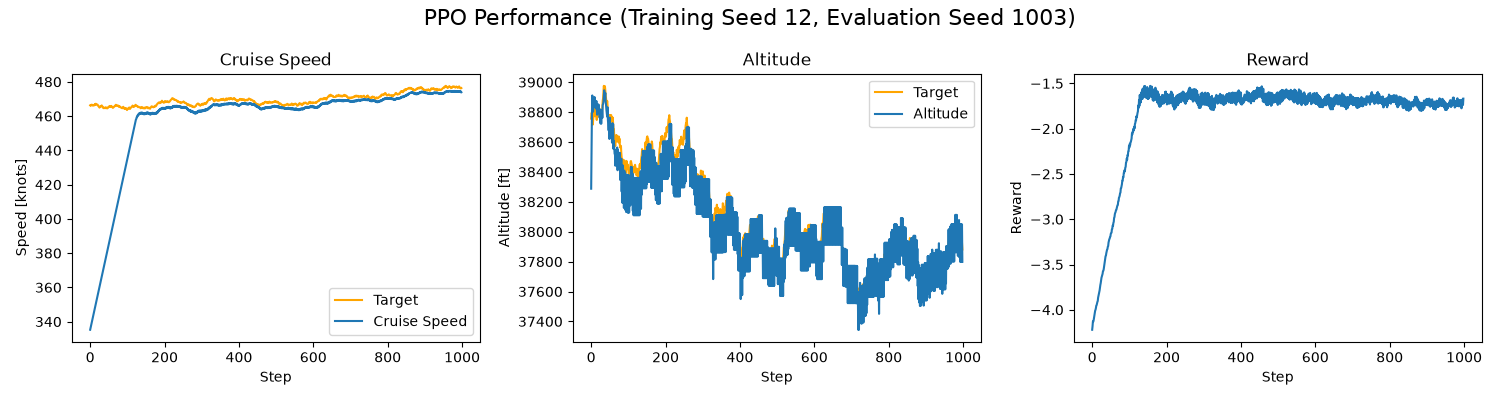 PPO Performance (Training Seed 12, Evaluation Seed 1003)
Cruise Speed
480
460
440
420
400
380
360
340
Speed [knots]
Target
Cruise Speed
0 200 400 600 800 1000
Step
Altitude
39000
38800
38600
38400
38200
38000
37800
37600
37400
Altitude [ft]
Target
Altitude
0 200 400 600 800 1000
Step
Reward
−1.5
−2.0
−2.5
−3.0
−3.5
−4.0
Reward
0 200 400 600 800 1000
Step